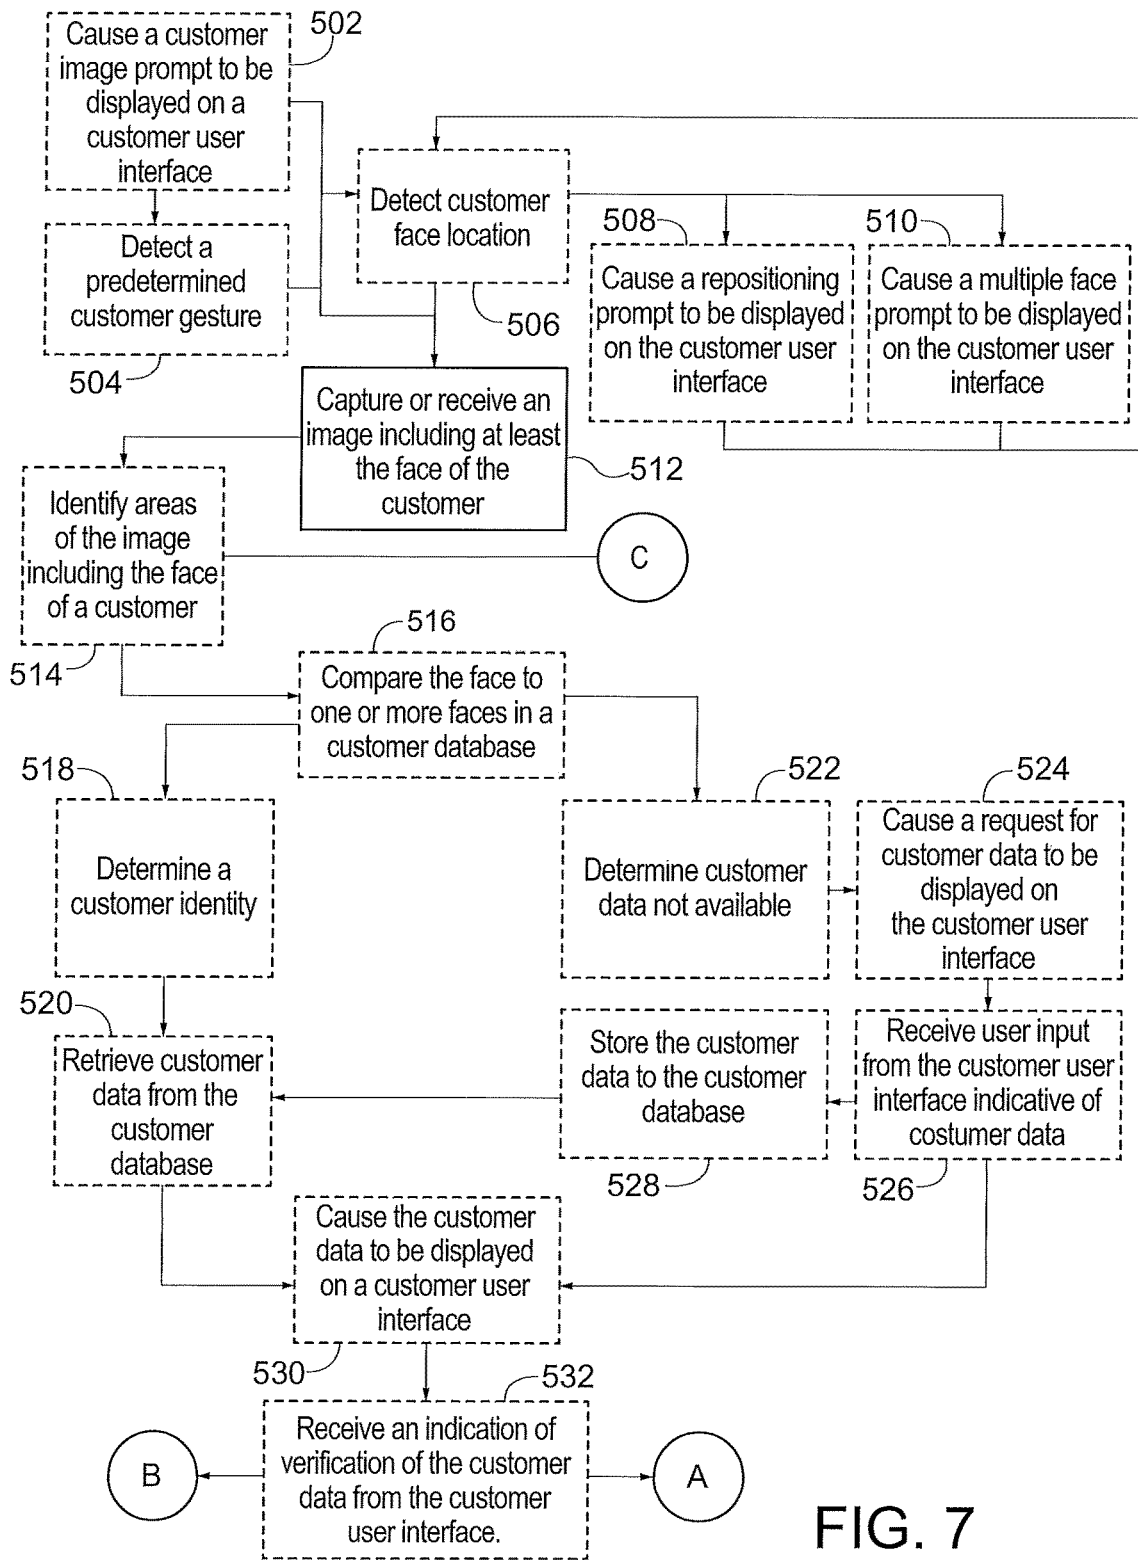 502
Cause a customer
image prompt to be
displayed on a
customer user
interface
Detect a
predetermined
customer gesture
504
Detect customer
face location
506
508
Cause a repositioning
prompt to be displayed
on the customer user
interface
510
Cause a multiple face
prompt to be displayed
on the customer user
interface
Capture or receive an
image including at least
the face of the
customer
512
Identify areas
of the image
including the face
of a customer
514
C
516
Compare the face to
one or more faces in a
customer database
518
Determine a
customer identity
522
Determine customer
data not available
524
Cause a request for
customer data to be
displayed on
the customer user
interface
520
Retrieve customer
data from the
customer
database
Store the customer
data to the customer
database
528
Receive user input
from the customer user
interface indicative of
costumer data
526
Cause the customer
data to be displayed
on a customer user
interface
530
532
Receive an indication of
verification of the customer
data from the customer
user interface.
B
A
FIG. 7